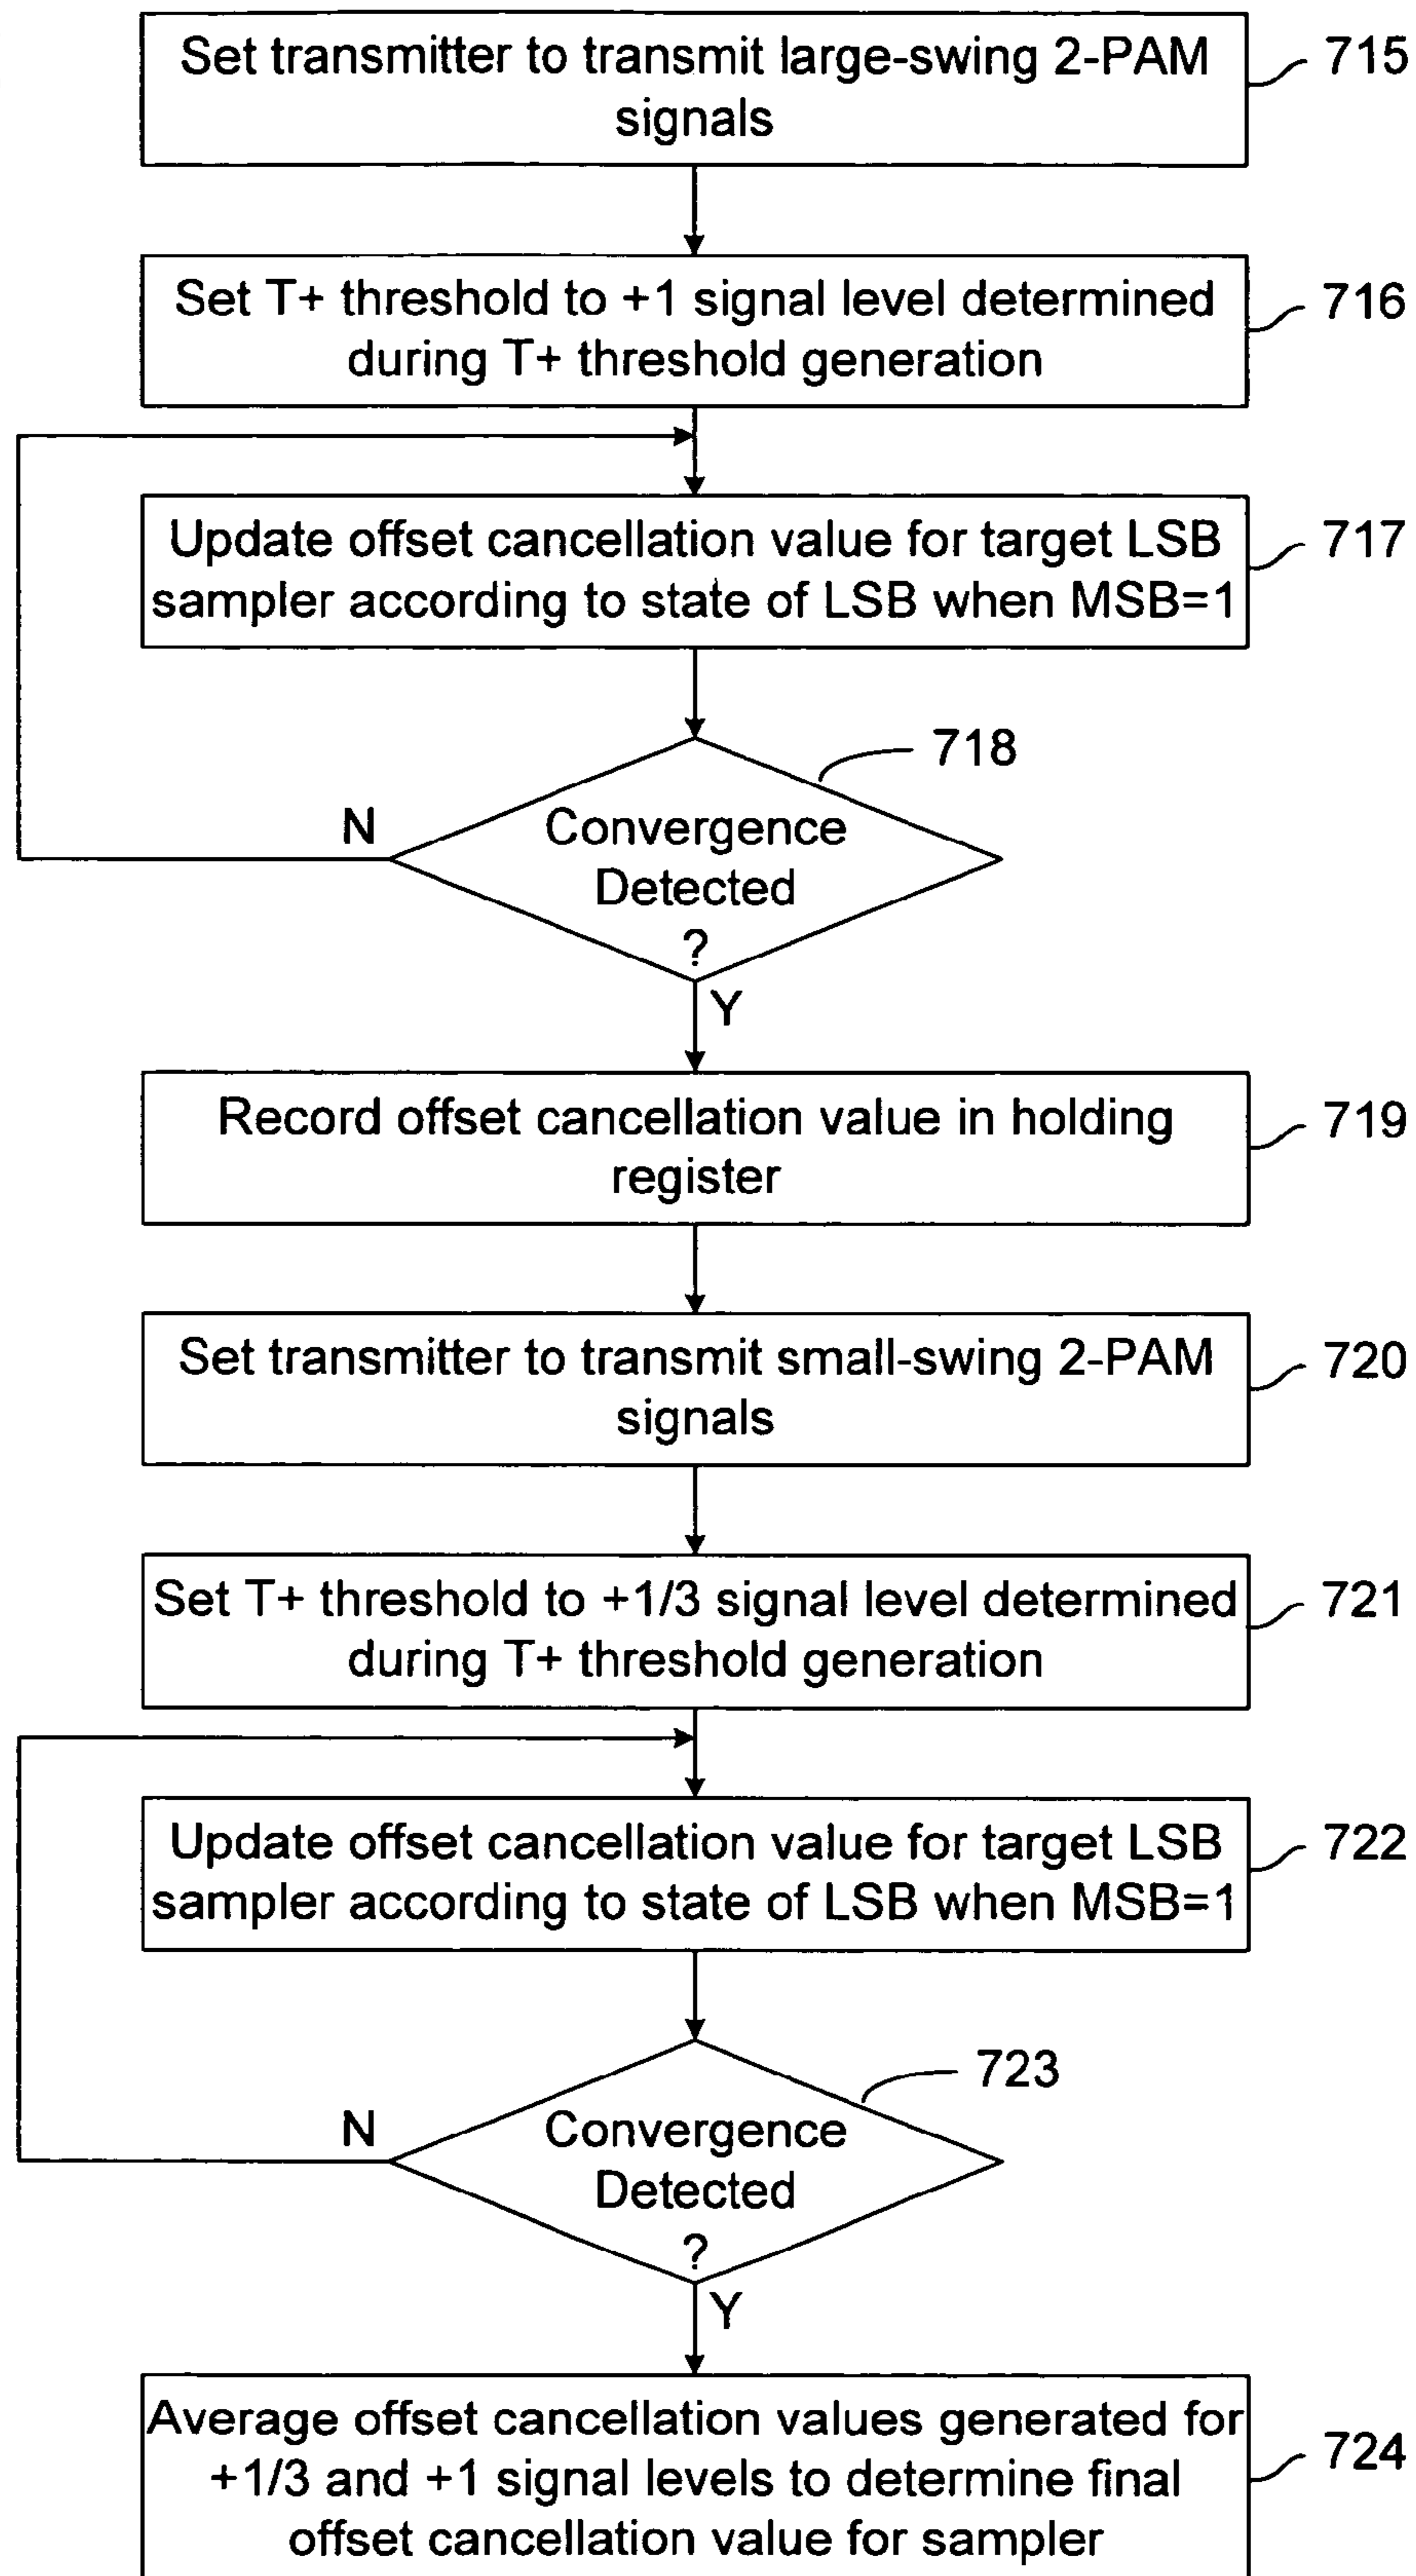 Set transmitter to transmit large-swing 2-PAM
signals
715
Set T+ threshold to +1 signal level determined
during T+ threshold generation
716
Update offset cancellation value for target LSB
sampler according to state of LSB when MSB=1
717
718
Convergence
Detected
?
N
Y
Record offset cancellation value in holding
register
719
Set transmitter to transmit small-swing 2-PAM
signals
720
Set T+ threshold to +1/3 signal level determined
during T+ threshold generation
721
Update offset cancellation value for target LSB
sampler according to state of LSB when MSB=1
722
723
Convergence
Detected
?
N
Y
Average offset cancellation values generated for
+1/3 and +1 signal levels to determine final
offset cancellation value for sampler
724